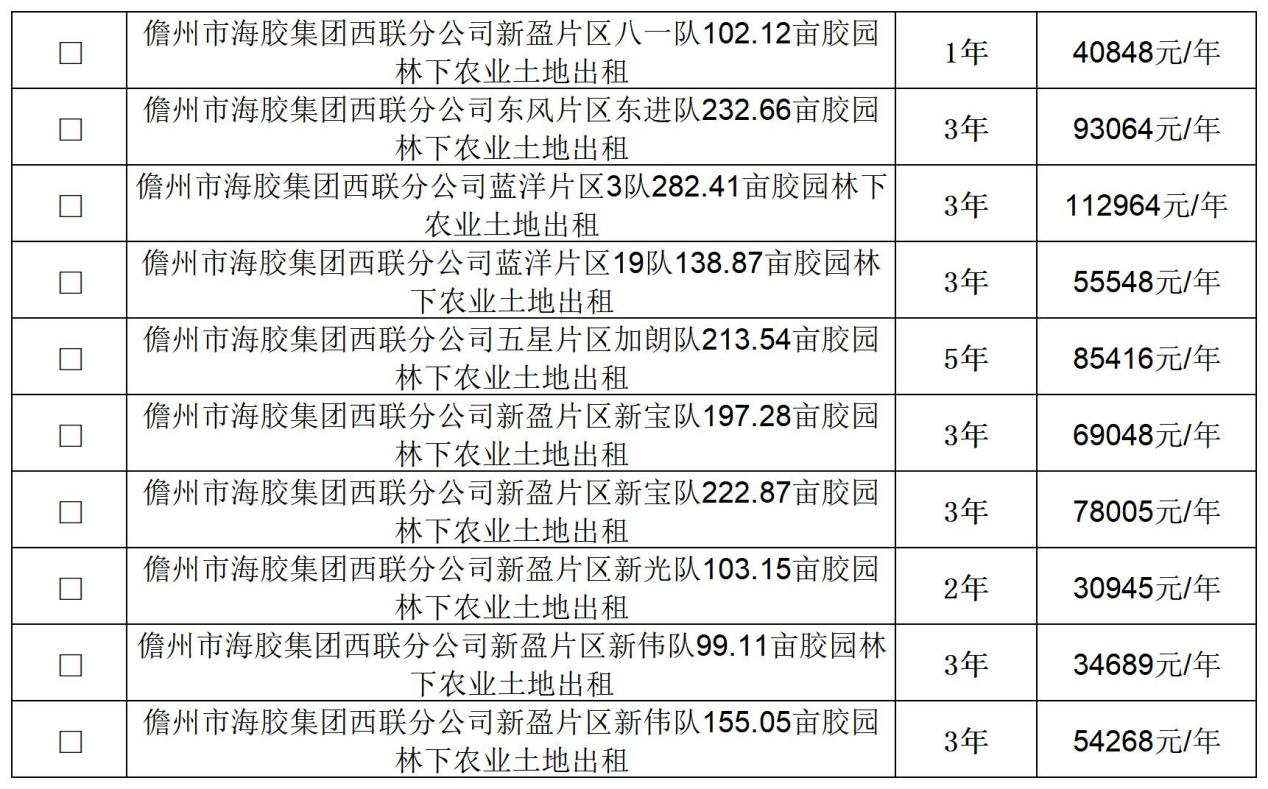 儋州市海胶集团西联分公司新盈片区八一队102.12亩胶园
林下农业土地出租
1年
40848元/年
儋州市海胶集团西联分公司东风片区东进队232.66亩胶园
林下农业土地出租
3年
93064元/年
儋州市海胶集团西联分公司蓝洋片区3队282.41亩胶园林下
农业土地出租
3年
112964元/年
儋州市海胶集团西联分公司蓝洋片区19队138.87亩胶园林
下农业土地出租
3年
55548元/年
儋州市海胶集团西联分公司五星片区加朗队213.54亩胶园
林下农业土地出租
5年
85416元/年
儋州市海胶集团西联分公司新盈片区新宝队197.28亩胶园
林下农业土地出租
3年
69048元/年
儋州市海胶集团西联分公司新盈片区新宝队222.87亩胶园
林下农业土地出租
3年
78005元/年
儋州市海胶集团西联分公司新盈片区新光队103.15亩胶园
林下农业土地出租
2年
30945元/年
儋州市海胶集团西联分公司新盈片区新伟队99.11亩胶园林
下农业土地出租
3年
34689元/年
儋州市海胶集团西联分公司新盈片区新伟队155.05亩胶园
林下农业土地出租
3年
54268元/年